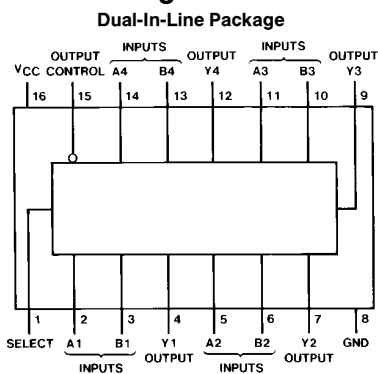 Dual-In-Line Package
INPUTS INPUTS
OUTPUT OUTPUT OUTPUT
VCC CONTROL A4 B4 Y4 A3 B3 Y3
16 15 14 13 12 11 10 9
1 2 3 4 5 6 7 8
SELECT A1 B1 Y1 A2 B2 Y2 GND
OUTPUT OUTPUT
INPUTS INPUTS